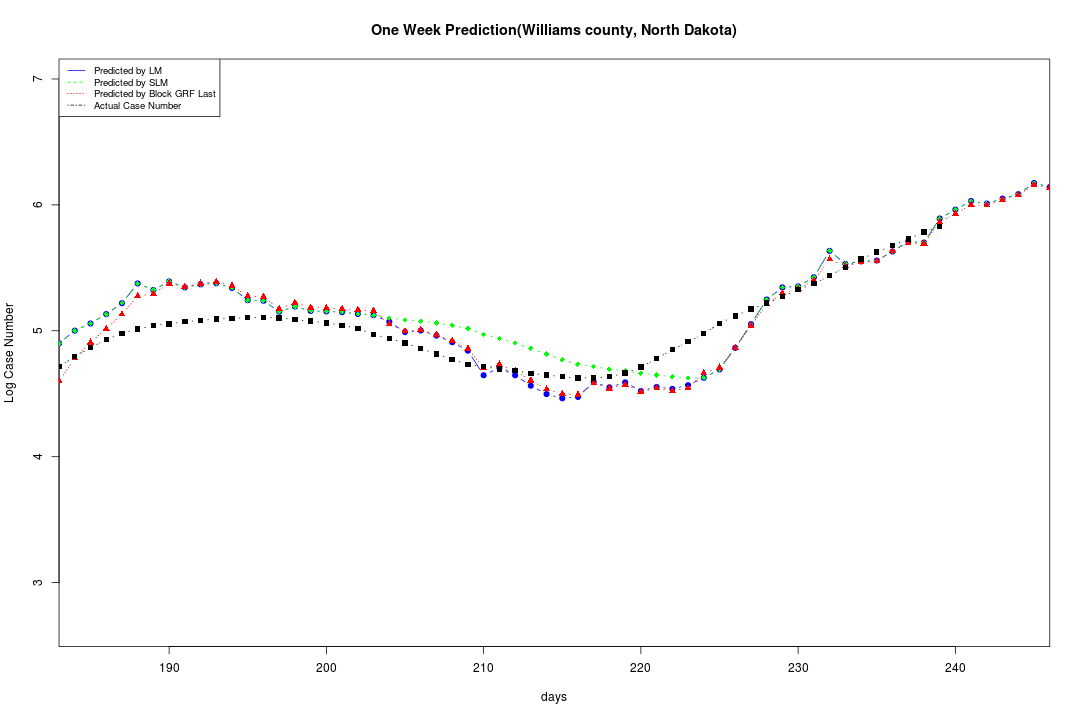 One Week Prediction(Williams county, North Dakota)
Predicted by LM
Predicted by SLM
Predicted by Block GRF Last
Actual Case Number
Log Case Number
7
6
5
4
3
190 200 210 220 230 240
days